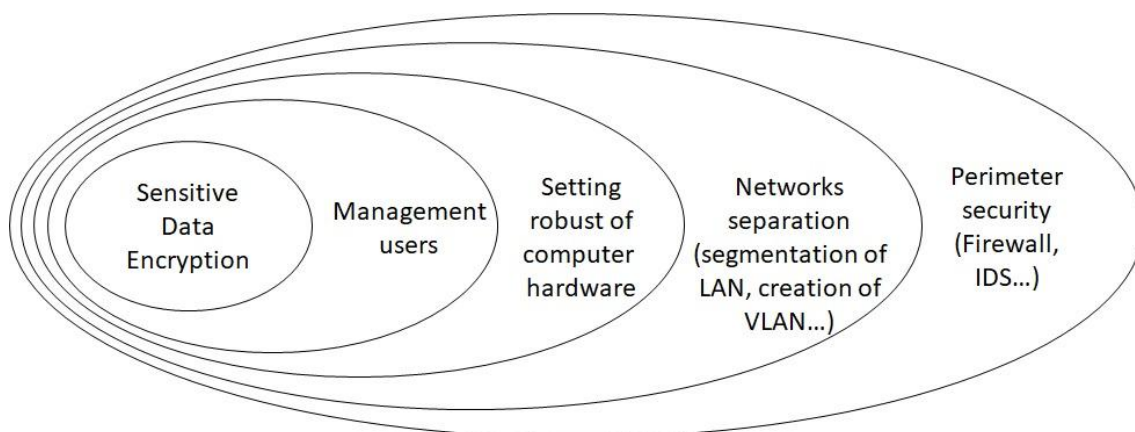 Sensitive
Data
Encryption
Management
users
Setting
robust of
computer
hardware
Networks
separation
(segmentation of
LAN, creation of
VLAN...)
Perimeter
security
(Firewall,
IDS...)